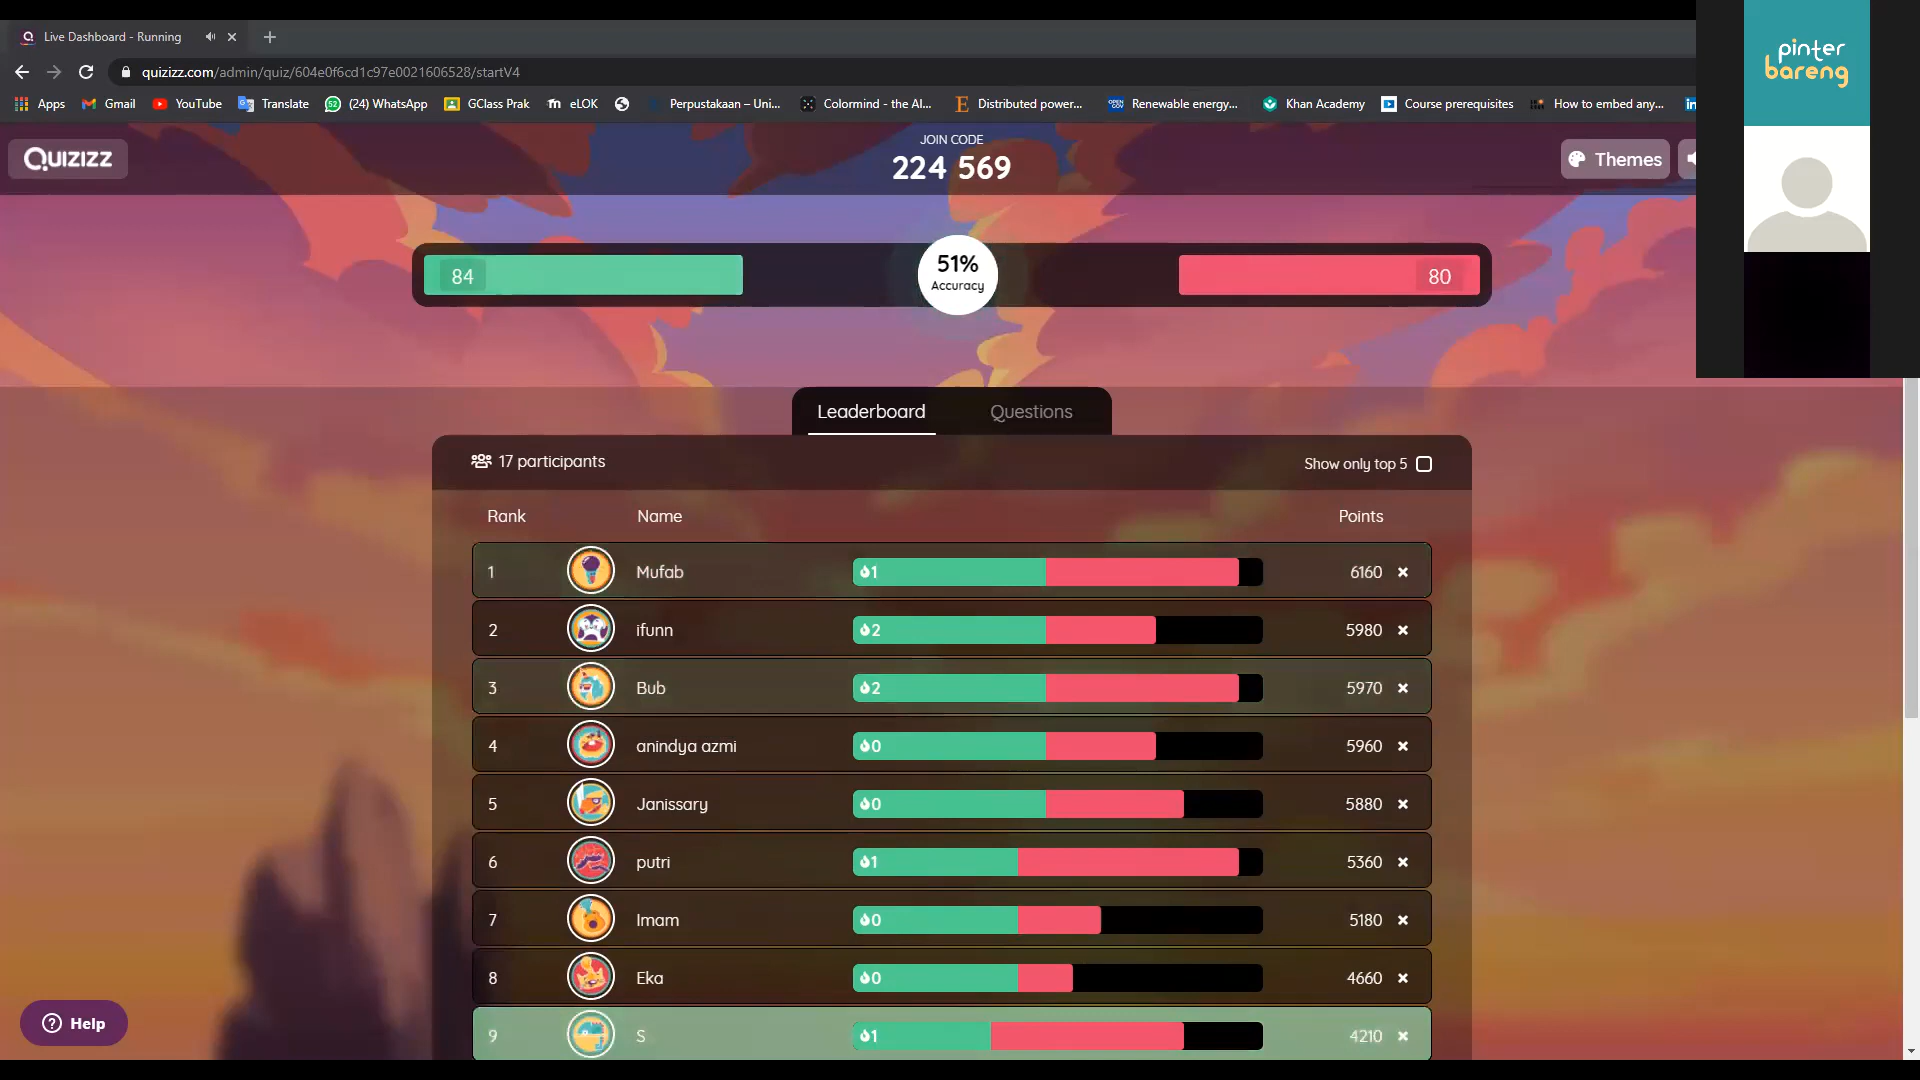 Live Dashboard - Running
quizizz.com/admin/quiz/604e0f6cd1c97e0021606528/startV4
Apps Gmail YouTube Translate (24) WhatsApp GClass Prak eLOK Perpustakaan – Uni... Colormind - the AI... Distributed power... Renewable energy... Khan Academy Course prerequisites How to embed any...
pinter
bareng
Quizizz
JOIN CODE
224 569
Themes
84
51%
Accuracy
80
Leaderboard Questions
17 participants Show only top 5
Rank Name Points
1 Mufab 1 6160
2 ifunn 2 5980
3 Bub 2 5970
4 anindya azmi 0 5960
5 Janissary 0 5880
6 putri 1 5360
7 Imam 0 5180
8 Eka 0 4660
9 S 1 4210
Help